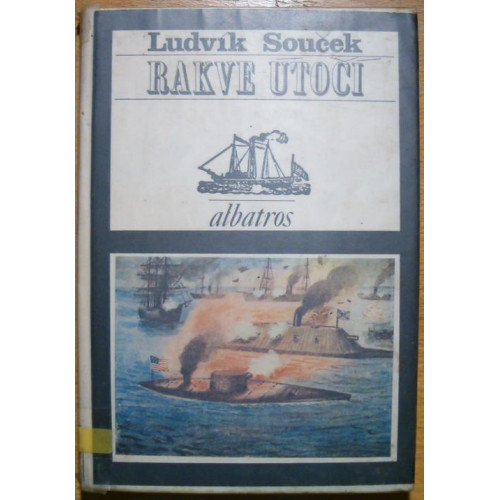 Ludvík Souček
RAKVE ÚTOČÍ
albatros